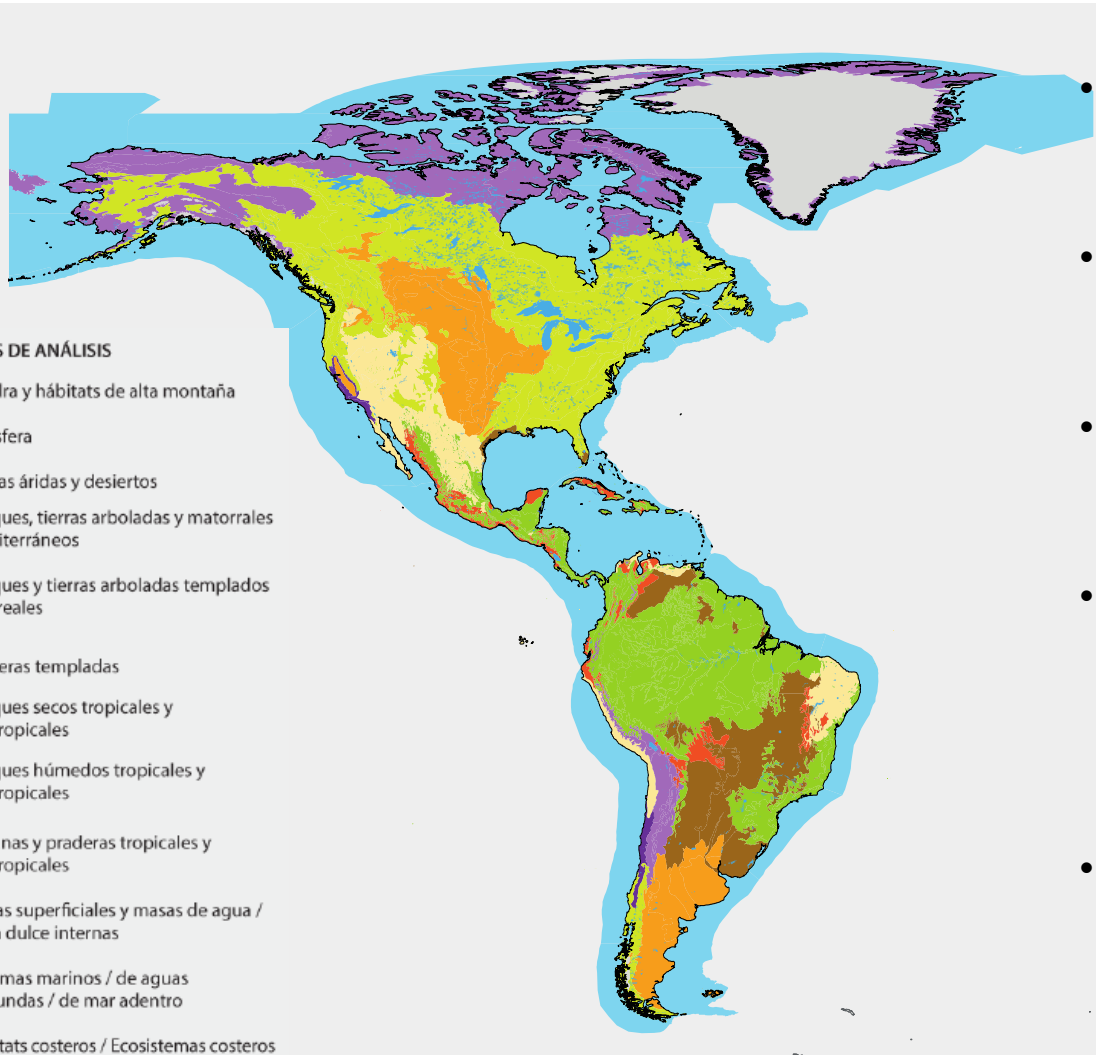 S DE ANÁLISIS
dra y hábitats de alta montaña
sfera
as áridas y desiertos
ques, tierras arboladas y matorrales
diterráneos
ques y tierras arboladas templados
reales
eras templadas
ques secos tropicales y
ropicales
ques húmedos tropicales y
ropicales
nas y praderas tropicales y
ropicales
as superficiales y masas de agua /
a dulce internas
emas marinos / de aguas
undas / de mar adentro
tats costeros / Ecosistemas costeros